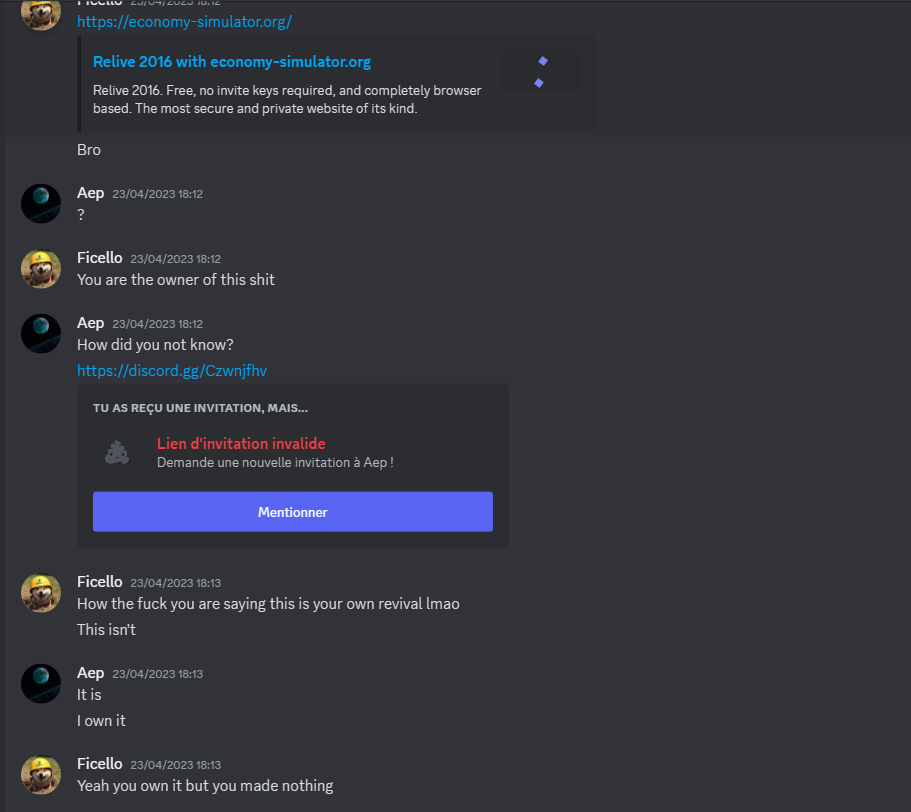 Ficello 23/04/2023 18:12
https://economy-simulator.org/
Relive 2016 with economy-simulator.org
Relive 2016. Free, no invite keys required, and completely browser
based. The most secure and private website of its kind.
Bro
Aep 23/04/2023 18:12
?
Ficello 23/04/2023 18:12
You are the owner of this shit
Aep 23/04/2023 18:12
How did you not know?
https://discord.gg/Czwnjfhv
TU AS REÇU UNE INVITATION, MAIS...
Lien d'invitation invalide
Demande une nouvelle invitation à Aep !
Mentionner
Ficello 23/04/2023 18:13
How the fuck you are saying this is your own revival lmao
This isn't
Aep 23/04/2023 18:13
It is
I own it
Ficello 23/04/2023 18:13
Yeah you own it but you made nothing